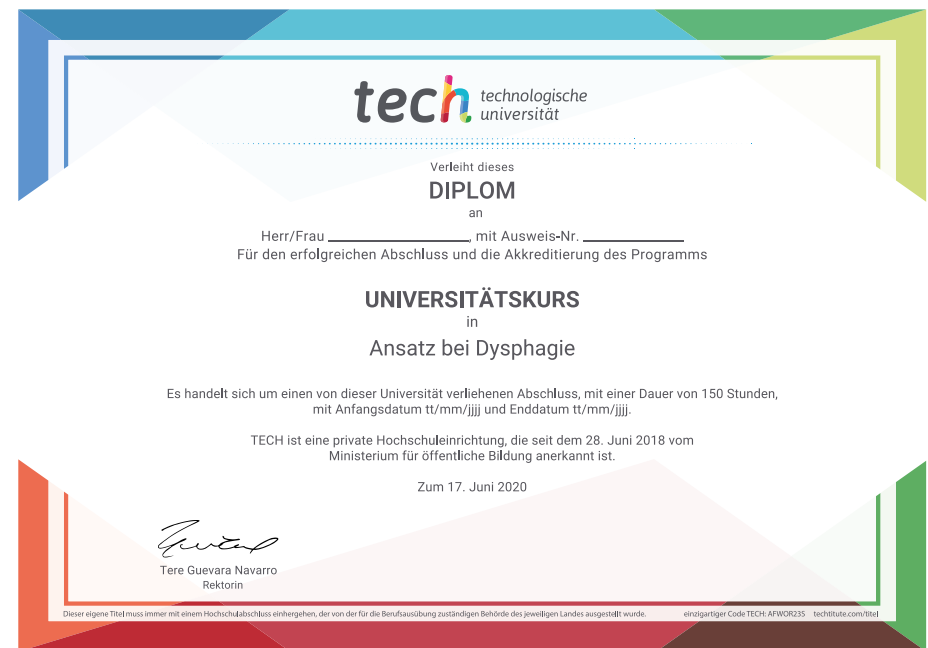 tech technologische
universität
Verleiht dieses
DIPLOM
an
Herr/Frau ____________, mit Ausweis-Nr. ____________
Für den erfolgreichen Abschluss und die Akkreditierung des Programms
UNIVERSITÄTSKURS
in
Ansatz bei Dysphagie
Es handelt sich um einen von dieser Universität verliehenen Abschluss, mit einer Dauer von 150 Stunden,
mit Anfangsdatum tt/mm/jjjj und Enddatum tt/mm/jjjj.
TECH ist eine private Hochschuleinrichtung, die seit dem 28. Juni 2018 vom
Ministerium für öffentliche Bildung anerkannt ist.
Zum 17. Juni 2020
Tere Guevara Navarro
Rektorin
Dieser eigene Titel muss immer mit einem Hochschulabschluss einhergehen, der von der für die Berufsausübung zuständigen Behörde des jeweiligen Landes ausgestellt wurde. einzigartiger Code TECH: AFWOR23S techtitute.com/titel